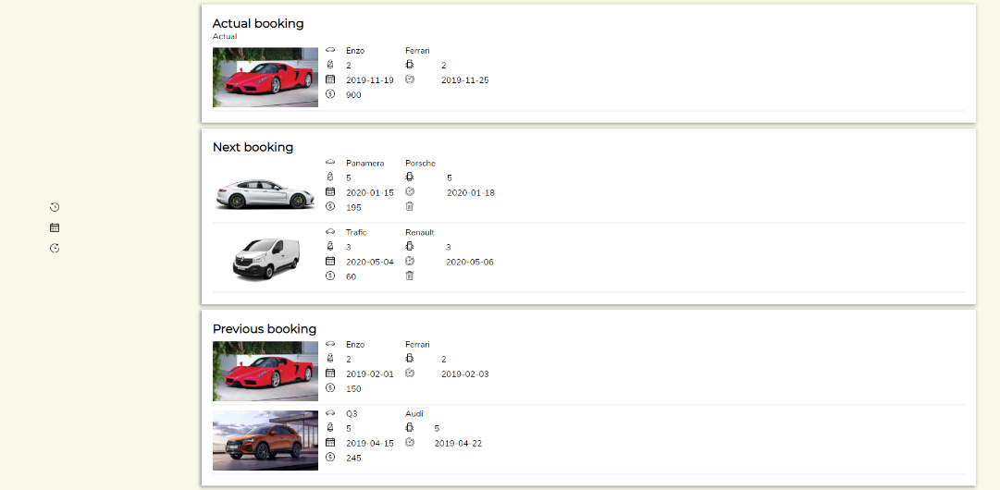 Actual booking
Actual
Enzo Ferrari
2 2
2019-11-19 2019-11-25
900
Next booking
Panamera Porsche
5 5
2020-01-15 2020-01-18
195
Trafic Renault
3 3
2020-05-04 2020-05-06
60
Previous booking
Enzo Ferrari
2 2
2019-02-01 2019-02-03
150
Q3 Audi
5 5
2019-04-15 2019-04-22
245